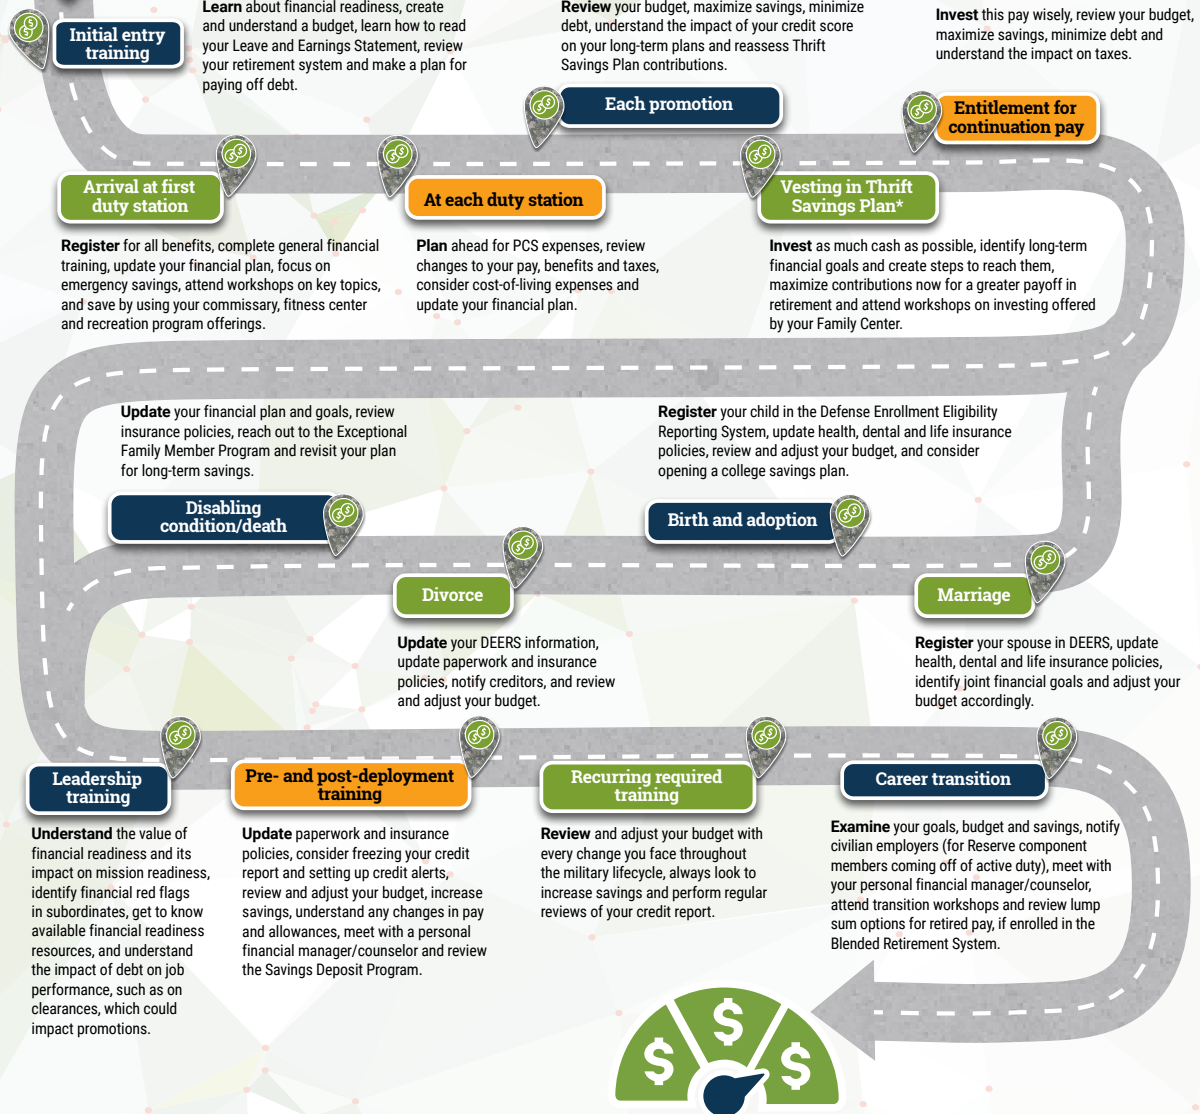 Initial entry
training
Learn about financial readiness, create
and understand a budget, learn how to read
your Leave and Earnings Statement, review
your retirement system and make a plan for
paying off debt.
Review your budget, maximize savings, minimize
debt, understand the impact of your credit score
on your long-term plans and reassess Thrift
Savings Plan contributions.
Each promotion
Invest this pay wisely, review your budget,
maximize savings, minimize debt and
understand the impact on taxes.
Entitlement for
continuation pay
Arrival at first
duty station
Register for all benefits, complete general financial
training, update your financial plan, focus on
emergency savings, attend workshops on key topics,
and save by using your commissary, fitness center
and recreation program offerings.
At each duty station
Plan ahead for PCS expenses, review
changes to your pay, benefits and taxes,
consider cost-of-living expenses and
update your financial plan.
Vesting in Thrift
Savings Plan*
Invest as much cash as possible, identify long-term
financial goals and create steps to reach them,
maximize contributions now for a greater payoff in
retirement and attend workshops on investing offered
by your Family Center.
Update your financial plan and goals, review
insurance policies, reach out to the Exceptional
Family Member Program and revisit your plan
for long-term savings.
Disabling
condition/death
Register your child in the Defense Enrollment Eligibility
Reporting System, update health, dental and life insurance
policies, review and adjust your budget, and consider
opening a college savings plan.
Birth and adoption
Divorce
Update your DEERS information,
update paperwork and insurance
policies, notify creditors, and review
and adjust your budget.
Marriage
Register your spouse in DEERS, update
health, dental and life insurance policies,
identify joint financial goals and adjust your
budget accordingly.
Leadership
training
Understand the value of
financial readiness and its
impact on mission readiness,
identify financial red flags
in subordinates, get to know
available financial readiness
resources, and understand
the impact of debt on job
performance, such as on
clearances, which could
impact promotions.
Pre- and post-deployment
training
Update paperwork and insurance
policies, consider freezing your credit
report and setting up credit alerts,
review and adjust your budget, increase
savings, understand any changes in pay
and allowances, meet with a personal
financial manager/counselor and review
the Savings Deposit Program.
Recurring required
training
Review and adjust your budget with
every change you face throughout
the military lifecycle, always look to
increase savings and perform regular
reviews of your credit report.
Career transition
Examine your goals, budget and savings, notify
civilian employers (for Reserve component
members coming off of active duty), meet with
your personal financial manager/counselor,
attend transition workshops and review lump
sum options for retired pay, if enrolled in the
Blended Retirement System.
$ $ $